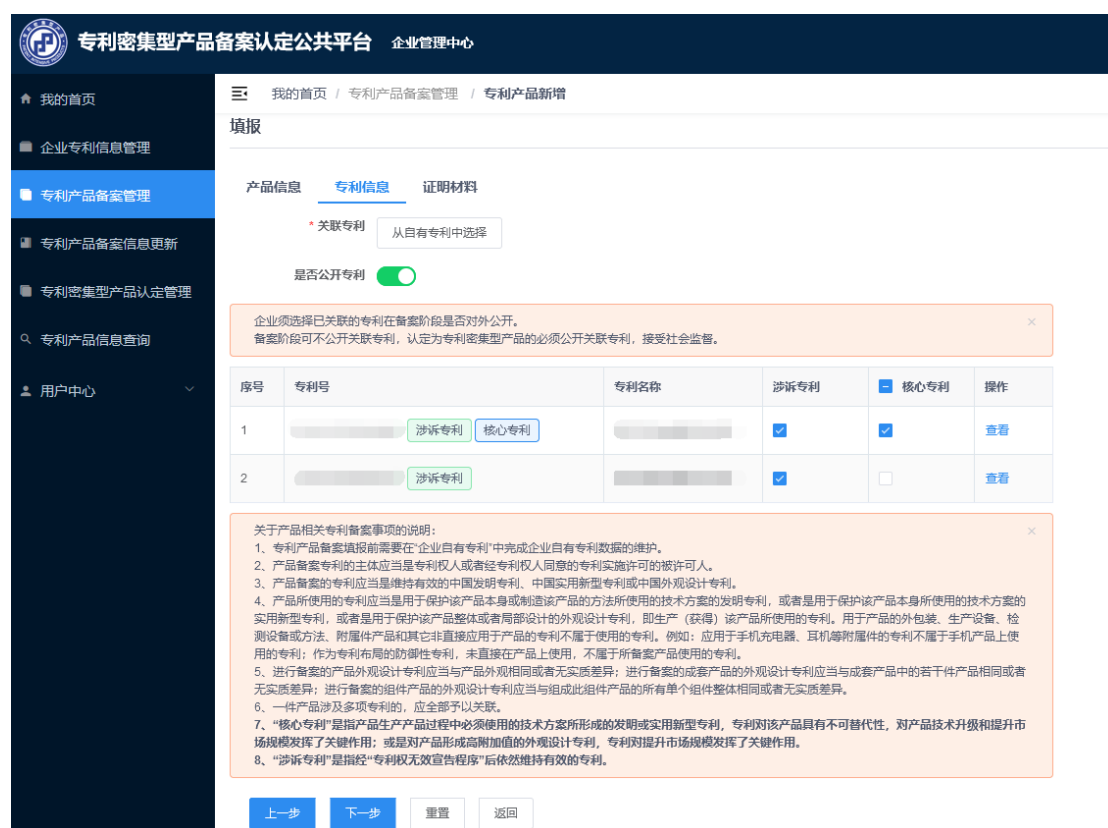 专利密集型产品备案认定公共平台 企业管理中心
我的首页
企业专利信息管理
专利产品备案管理
专利产品备案信息更新
专利密集型产品认定管理
专利产品信息查询
用户中心
我的首页 / 专利产品备案管理 / 专利产品新增
填报
产品信息 专利信息 证明材料
* 关联专利 从自有专利中选择
是否公开专利
企业须选择已关联的专利在备案阶段是否对外公开。
备案阶段可不公开关联专利，认定为专利密集型产品的必须公开关联专利，接受社会监督。
序号 专利号 专利名称 涉诉专利 核心专利 操作
1 涉诉专利 核心专利 查看
2 涉诉专利 查看
关于产品相关专利备案事项的说明：
1、专利产品备案填报前需要在“企业自有专利”中完成企业自有专利数据的维护。
2、产品备案专利的主体应当是专利权人或者经专利权人同意的专利实施许可的被许可人。
3、产品备案的专利应当是维持有效的中国发明专利、中国实用新型专利或中国外观设计专利。
4、产品所使用的专利应当是用于保护该产品本身或制造该产品的方法所使用的技术方案的发明专利，或者是用于保护该产品本身所使用的技术方案的
实用新型专利，或者是用于保护该产品整体或者局部设计的外观设计专利，即生产（获得）该产品所使用的专利。用于产品的外包装、生产设备、检
测设备或方法、附属件产品和其它非直接应用于产品的专利不属于使用的专利。例如：应用于手机充电器、耳机等附属件的专利不属于手机产品上使
用的专利；作为专利布局的防御性专利，未直接在产品上使用，不属于所备案产品使用的专利。
5、进行备案的产品外观设计专利应当与产品外观相同或者无实质差异；进行备案的成套产品的外观设计专利应当与成套产品中的若干件产品相同或者
无实质差异；进行备案的组件产品的外观设计专利应当与组成此组件产品的所有单个组件整体相同或者无实质差异。
6、一件产品涉及多项专利的，应全部予以关联。
7、“核心专利”是指产品生产产品过程中必须使用的技术方案所形成的发明或实用新型专利，专利对该产品具有不可替代性，对产品技术升级和提升市
场规模发挥了关键作用；或是对产品形成高附加值的外观设计专利，专利对提升市场规模发挥了关键作用。
8、“涉诉专利”是指经“专利权无效宣告程序”后依然维持有效的专利。
上一步 下一步 重置 返回